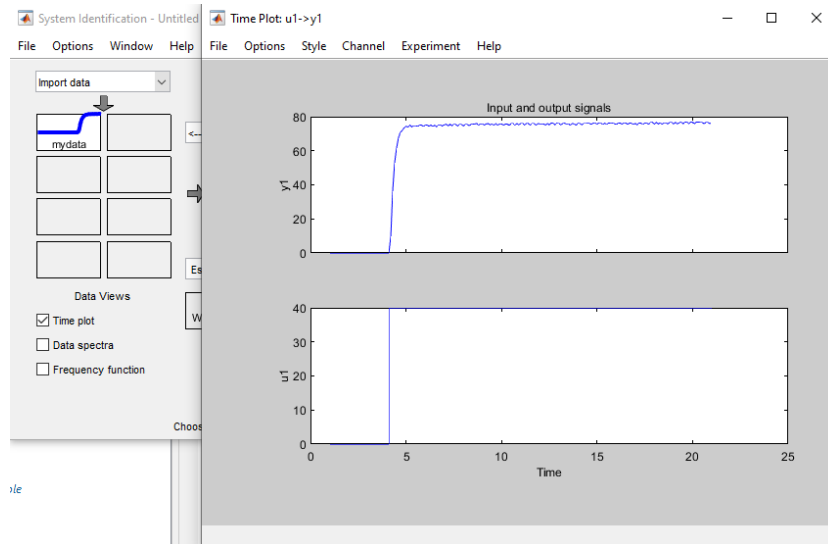 System Identification - Untitled
File Options Window Help
Import data
mydata
<--
Es
W
Data Views
Time plot
Data spectra
Frequency function
Choos
ole
Time Plot: u1->y1
File Options Style Channel Experiment Help
Input and output signals
y1
80
60
40
20
0
u1
40
30
20
10
0
0 5 10 15 20 25
Time